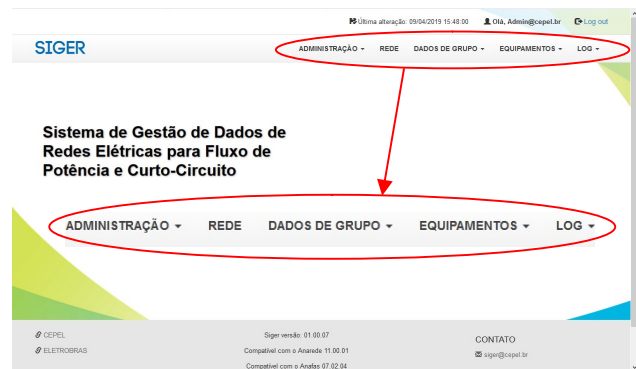 Última alteração: 09/04/2019 15:48:00 Olá, Admin@cepel.br Log out
SIGER
ADMINISTRAÇÃO REDE DADOS DE GRUPO EQUIPAMENTOS LOG
Sistema de Gestão de Dados de
Redes Elétricas para Fluxo de
Potência e Curto-Circuito
ADMINISTRAÇÃO REDE DADOS DE GRUPO EQUIPAMENTOS LOG
CEPEL
ELETROBRAS
Siger versão: 01.00.07
Compatível com o Anarede 11.00.01
Compatível com o Anafas 07.02.04
CONTATO
siger@cepel.br